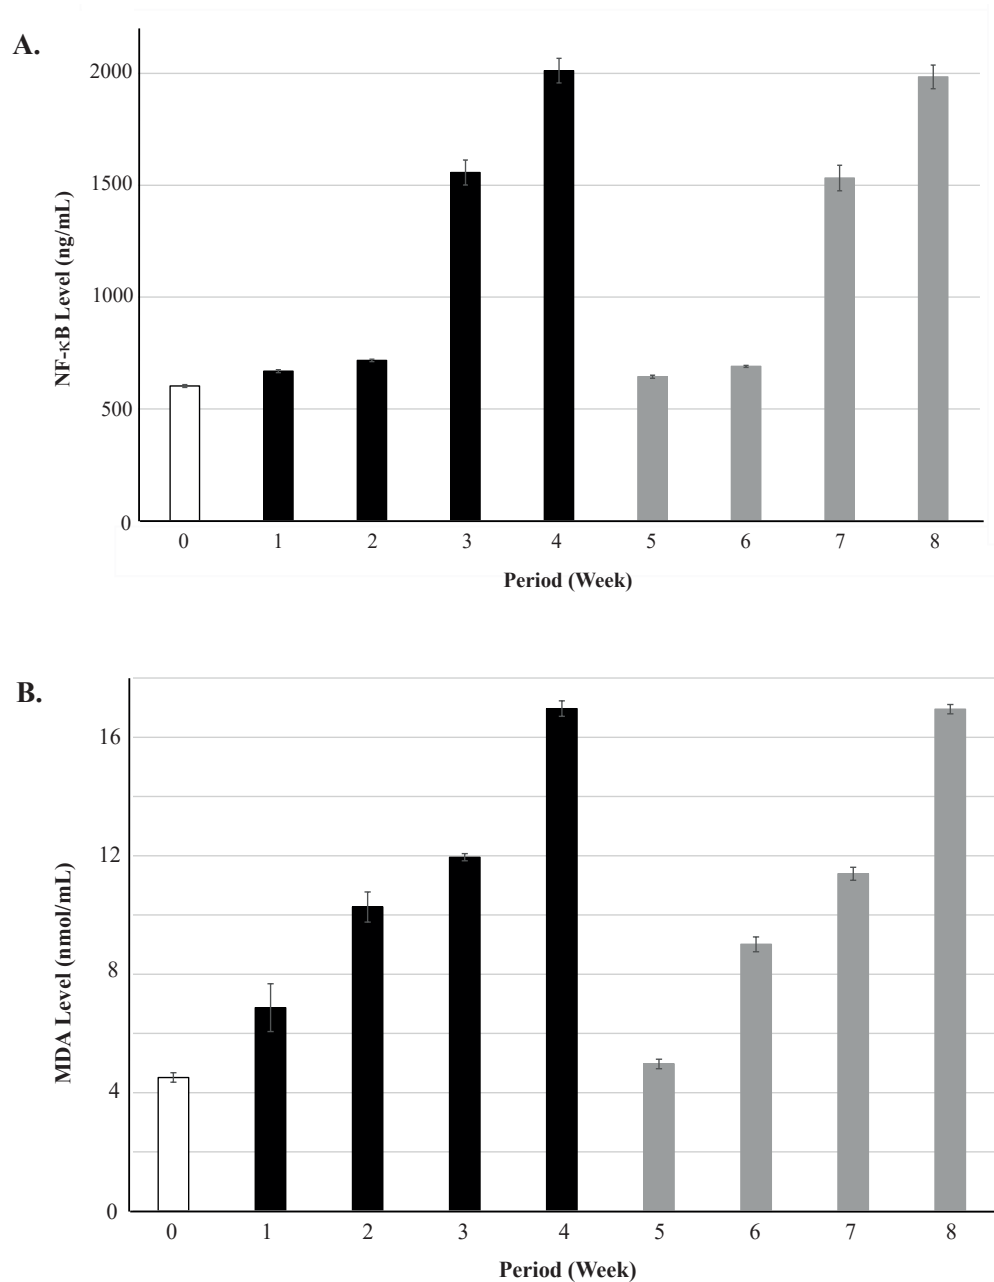 A.
2000
1500
1000
500
0
NF-κB Level (ng/mL)
0 1 2 3 4 5 6 7 8
Period (Week)
B.
16
12
8
4
0
MDA Level (nmol/mL)
0 1 2 3 4 5 6 7 8
Period (Week)